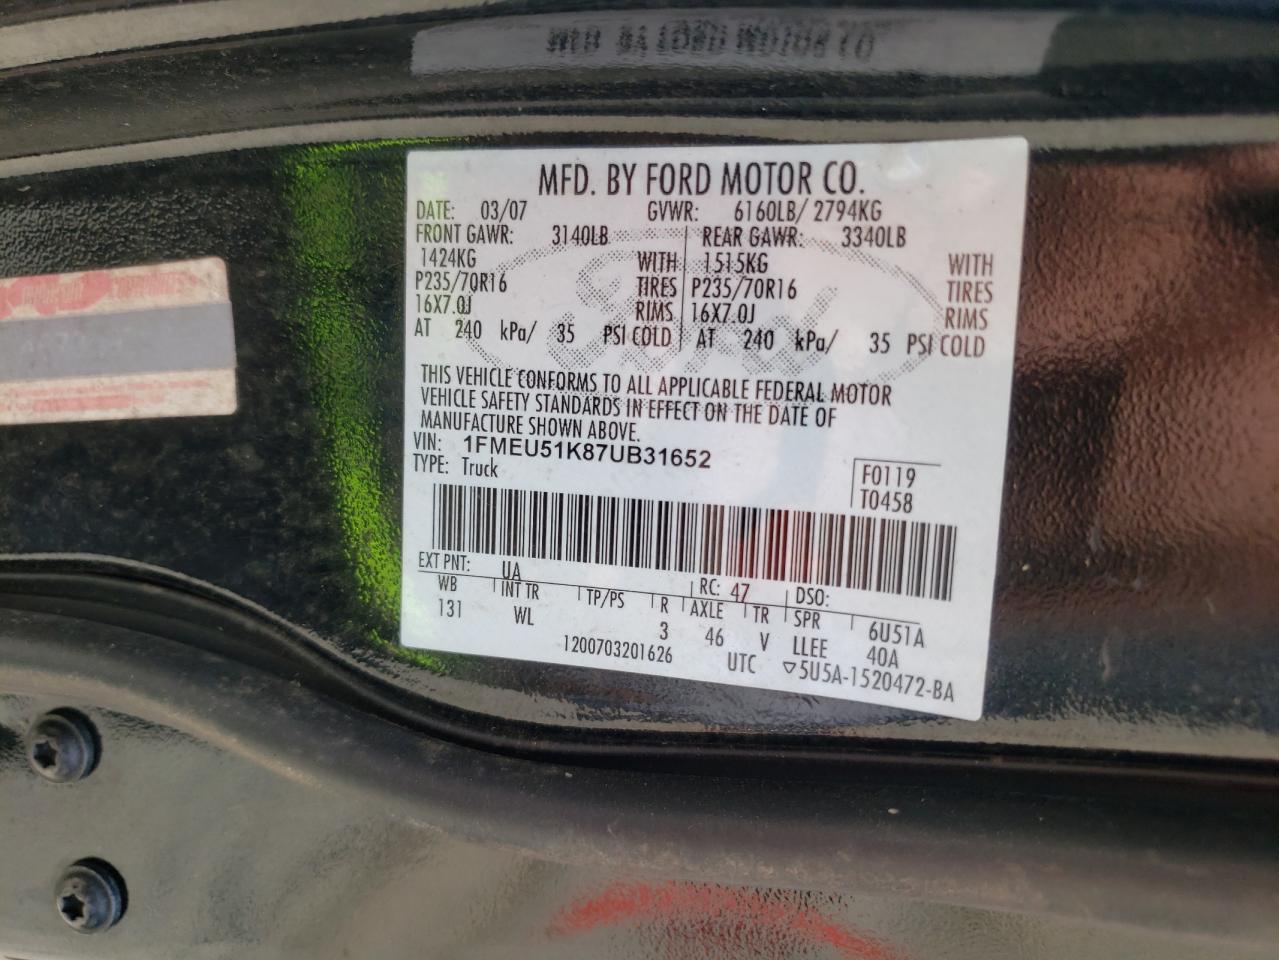 MFD. BY FORD MOTOR CO.
DATE: 03/07 GVWR: 6160LB/ 2794KG
FRONT GAWR: 3140LB REAR GAWR: 3340LB
1424KG WITH 1515KG WITH
P235/70R16 TIRES P235/70R16 TIRES
16X7.0J RIMS 16X7.0J RIMS
AT 240 kPa/ 35 PSI COLD AT 240 kPa/ 35 PSI COLD
Ford
THIS VEHICLE CONFORMS TO ALL APPLICABLE FEDERAL MOTOR
VEHICLE SAFETY STANDARDS IN EFFECT ON THE DATE OF
MANUFACTURE SHOWN ABOVE.
VIN: 1FMEU51K87UB31652
TYPE: Truck
F0119
T0458
EXT PNT: UA RC: 47 DSO:
WB INT TR TP/PS R AXLE TR SPR 6U51A
131 WL 3 46 V LLEE 40A
1200703201626 UTC ▽5U5A-1520472-BA